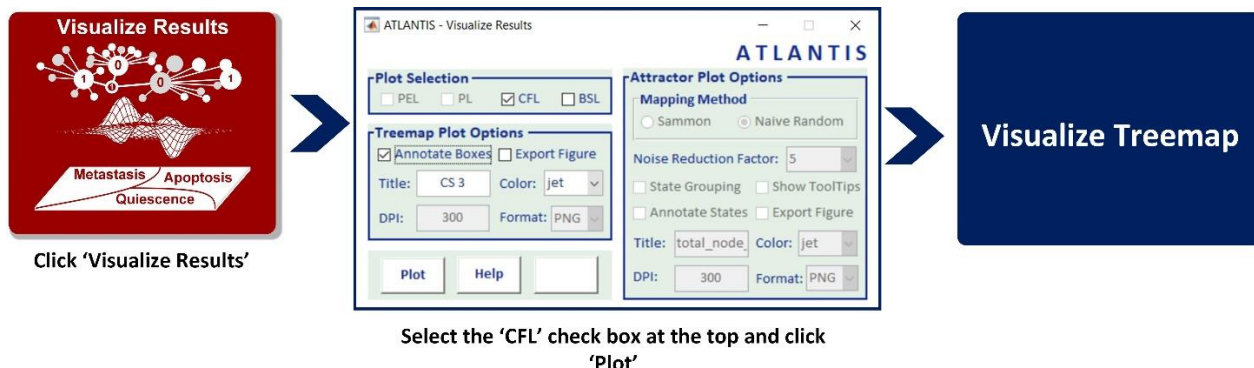 Visualize Results
1
0
0
0
1
Metastasis
Apoptosis
Quiescence
Click ‘Visualize Results’
ATLANTIS - Visualize Results
ATLANTIS
Plot Selection
PEL PL CFL BSL
Treemap Plot Options
Annotate Boxes Export Figure
Title: CS 3 Color: jet
DPI: 300 Format: PNG
Plot Help
Attractor Plot Options
Mapping Method
Sammon Naive Random
Noise Reduction Factor: 5
State Grouping Show ToolTips
Annotate States Export Figure
Title: total_node_ Color: jet
DPI: 300 Format: PNG
Select the ‘CFL’ check box at the top and click
‘Plot’
Visualize Treemap